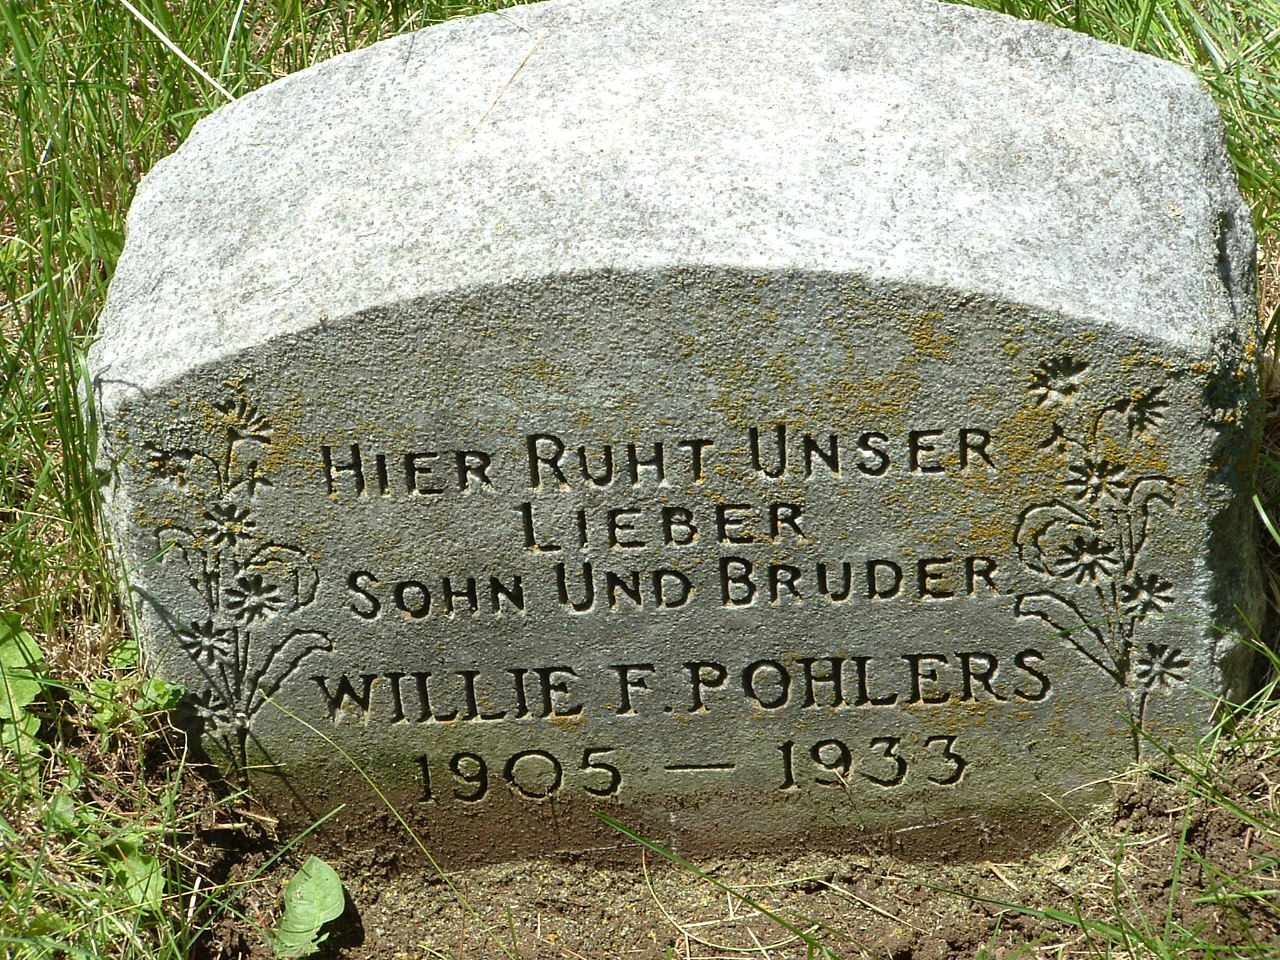 HIER RUHT UNSER
LIEBER
SOHN UND BRUDER
WILLIE F. POHLERS
1905 — 1933